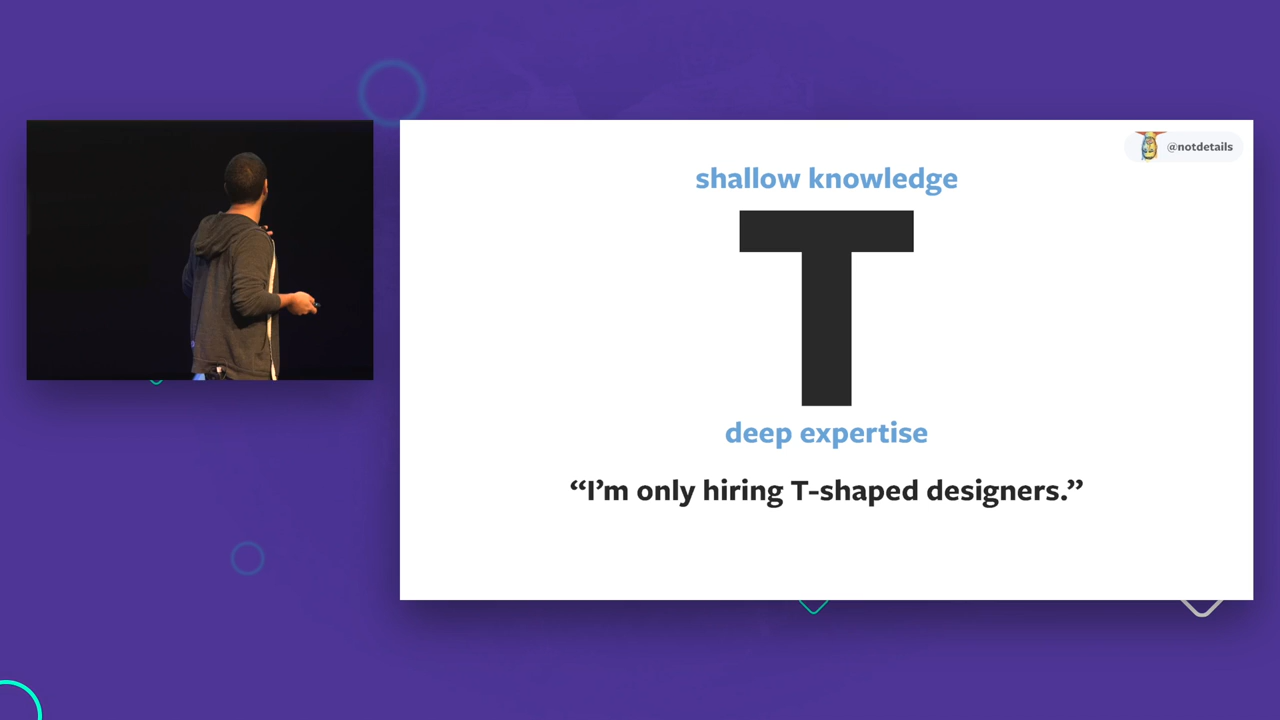 @notdetails
shallow knowledge
T
deep expertise
“I’m only hiring T-shaped designers.”